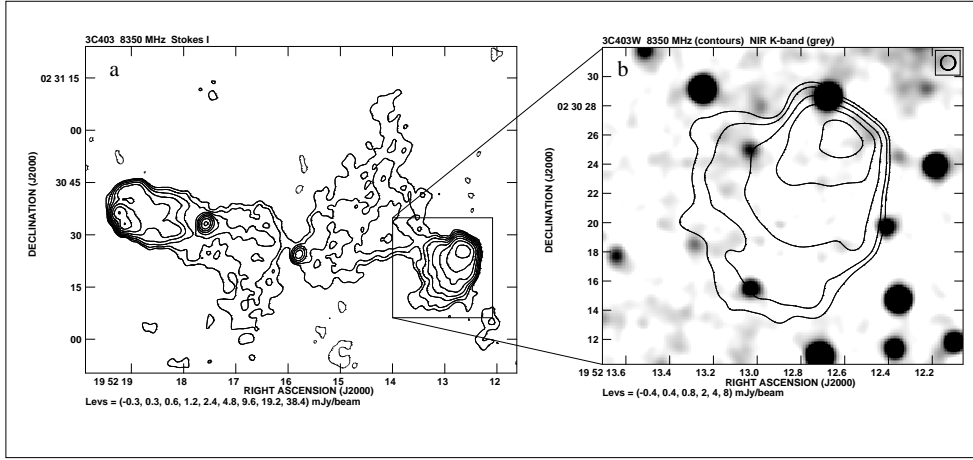 3C403 8350 MHz Stokes I
a
02 31 15
00
30 45
30
15
00
DECLINATION (J2000)
19 52 19 18 17 16 15 14 13 12
RIGHT ASCENSION (J2000)
Levs = (-0.3, 0.3, 0.6, 1.2, 2.4, 4.8, 9.6, 19.2, 38.4) mJy/beam
3C403W 8350 MHz (contours) NIR K-band (grey)
b
30
02 30 28
26
24
22
20
18
16
14
12
DECLINATION (J2000)
19 52 13.6 13.4 13.2 13.0 12.8 12.6 12.4 12.2
RIGHT ASCENSION (J2000)
Levs = (-0.4, 0.4, 0.8, 2, 4, 8) mJy/beam